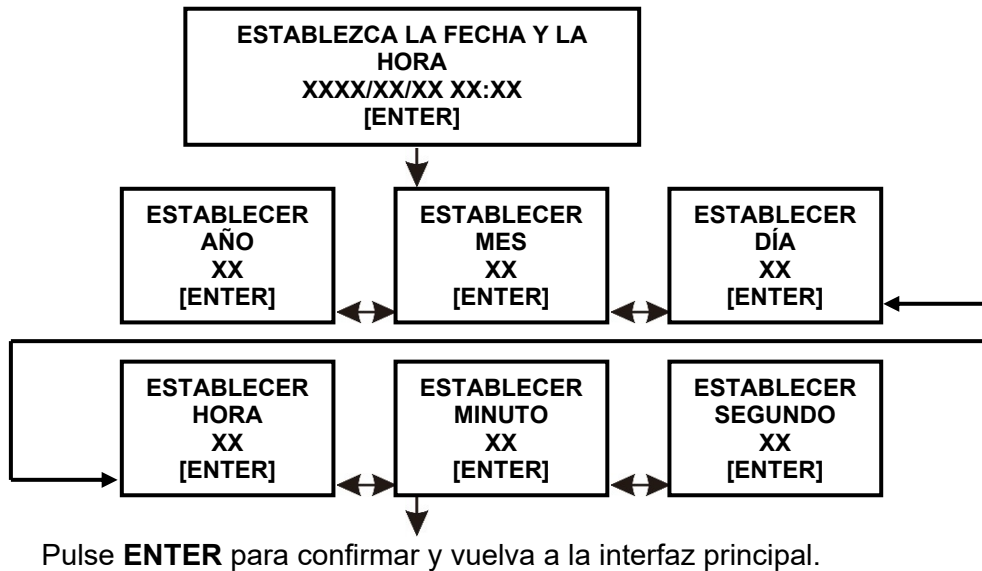 ESTABLEZCA LA FECHA Y LA
HORA
XXXX/XX/XX XX:XX
[ENTER]
ESTABLECER
AÑO
XX
[ENTER]
ESTABLECER
MES
XX
[ENTER]
ESTABLECER
DÍA
XX
[ENTER]
ESTABLECER
HORA
XX
[ENTER]
ESTABLECER
MINUTO
XX
[ENTER]
ESTABLECER
SEGUNDO
XX
[ENTER]
Pulse ENTER para confirmar y vuelva a la interfaz principal.